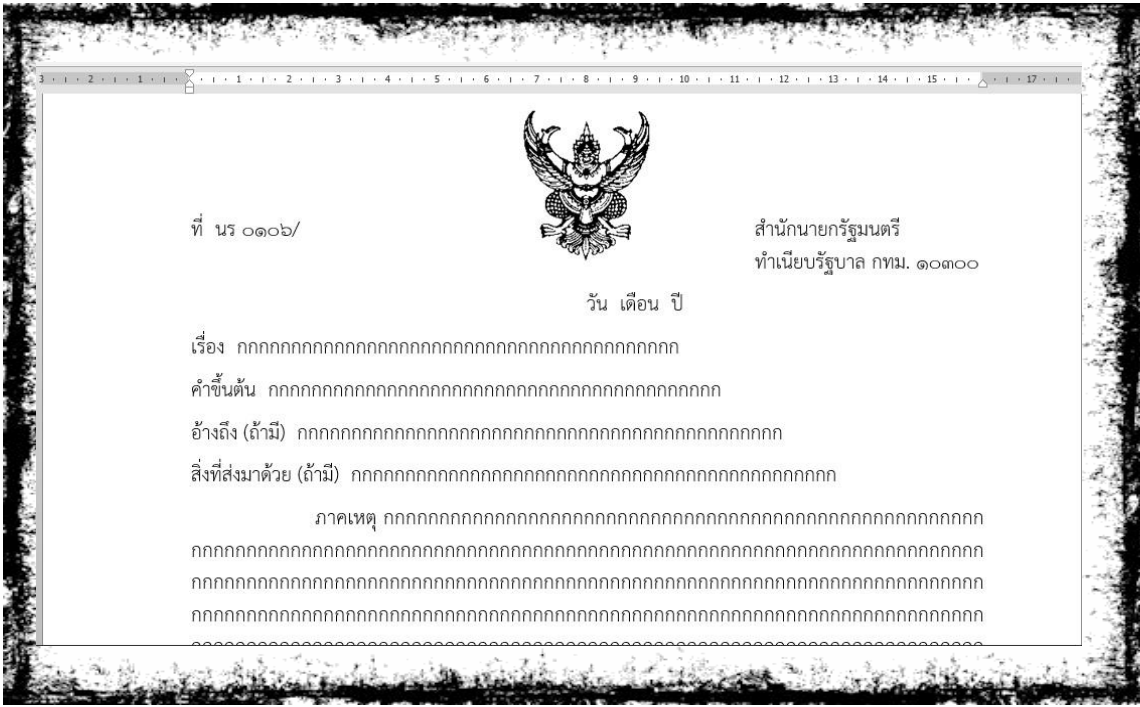 3 2 1 1 2 3 4 5 6 7 8 9 10 11 12 13 14 15 17
ที่ นร ๐๑๐๖/
สำนักนายกรัฐมนตรี
ทำเนียบรัฐบาล กทม. ๑๐๓๐๐
วัน เดือน ปี
เรื่อง กกกกกกกกกกกกกกกกกกกกกกกกกกกกกกกกกกกกกกกกก
คำขึ้นต้น กกกกกกกกกกกกกกกกกกกกกกกกกกกกกกกกกกกกกกกกกก
อ้างถึง (ถ้ามี) กกกกกกกกกกกกกกกกกกกกกกกกกกกกกกกกกกกกกกกกกกกกก
สิ่งที่ส่งมาด้วย (ถ้ามี) กกกกกกกกกกกกกกกกกกกกกกกกกกกกกกกกกกกกกกกกกกกกก
ภาคเหตุ กกกกกกกกกกกกกกกกกกกกกกกกกกกกกกกกกกกกกกกกกกกกกกกกกกกกกก
กกกกกกกกกกกกกกกกกกกกกกกกกกกกกกกกกกกกกกกกกกกกกกกกกกกกกกกกกกกกกกกกกกกกกกกก
กกกกกกกกกกกกกกกกกกกกกกกกกกกกกกกกกกกกกกกกกกกกกกกกกกกกกกกกกกกกกกกกกกกกกกกก
กกกกกกกกกกกกกกกกกกกกกกกกกกกกกกกกกกกกกกกกกกกกกกกกกกกกกกกกกกกกกกกกกกกกกกกก